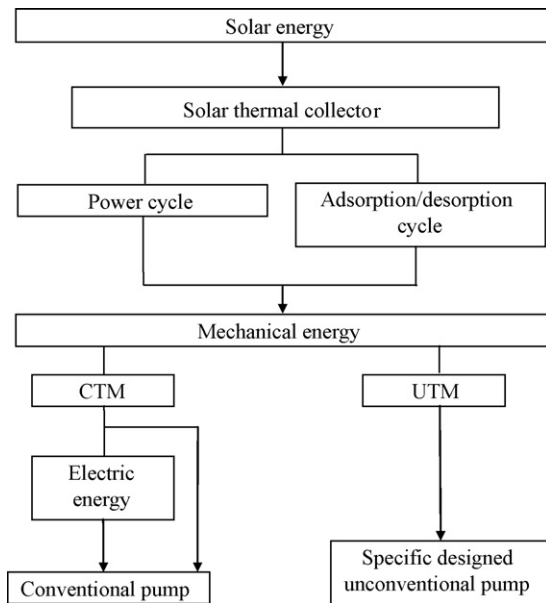 Solar energy
Solar thermal collector
Power cycle
Adsorption/desorption
cycle
Mechanical energy
CTM
UTM
Electric
energy
Conventional pump
Specific designed
unconventional pump